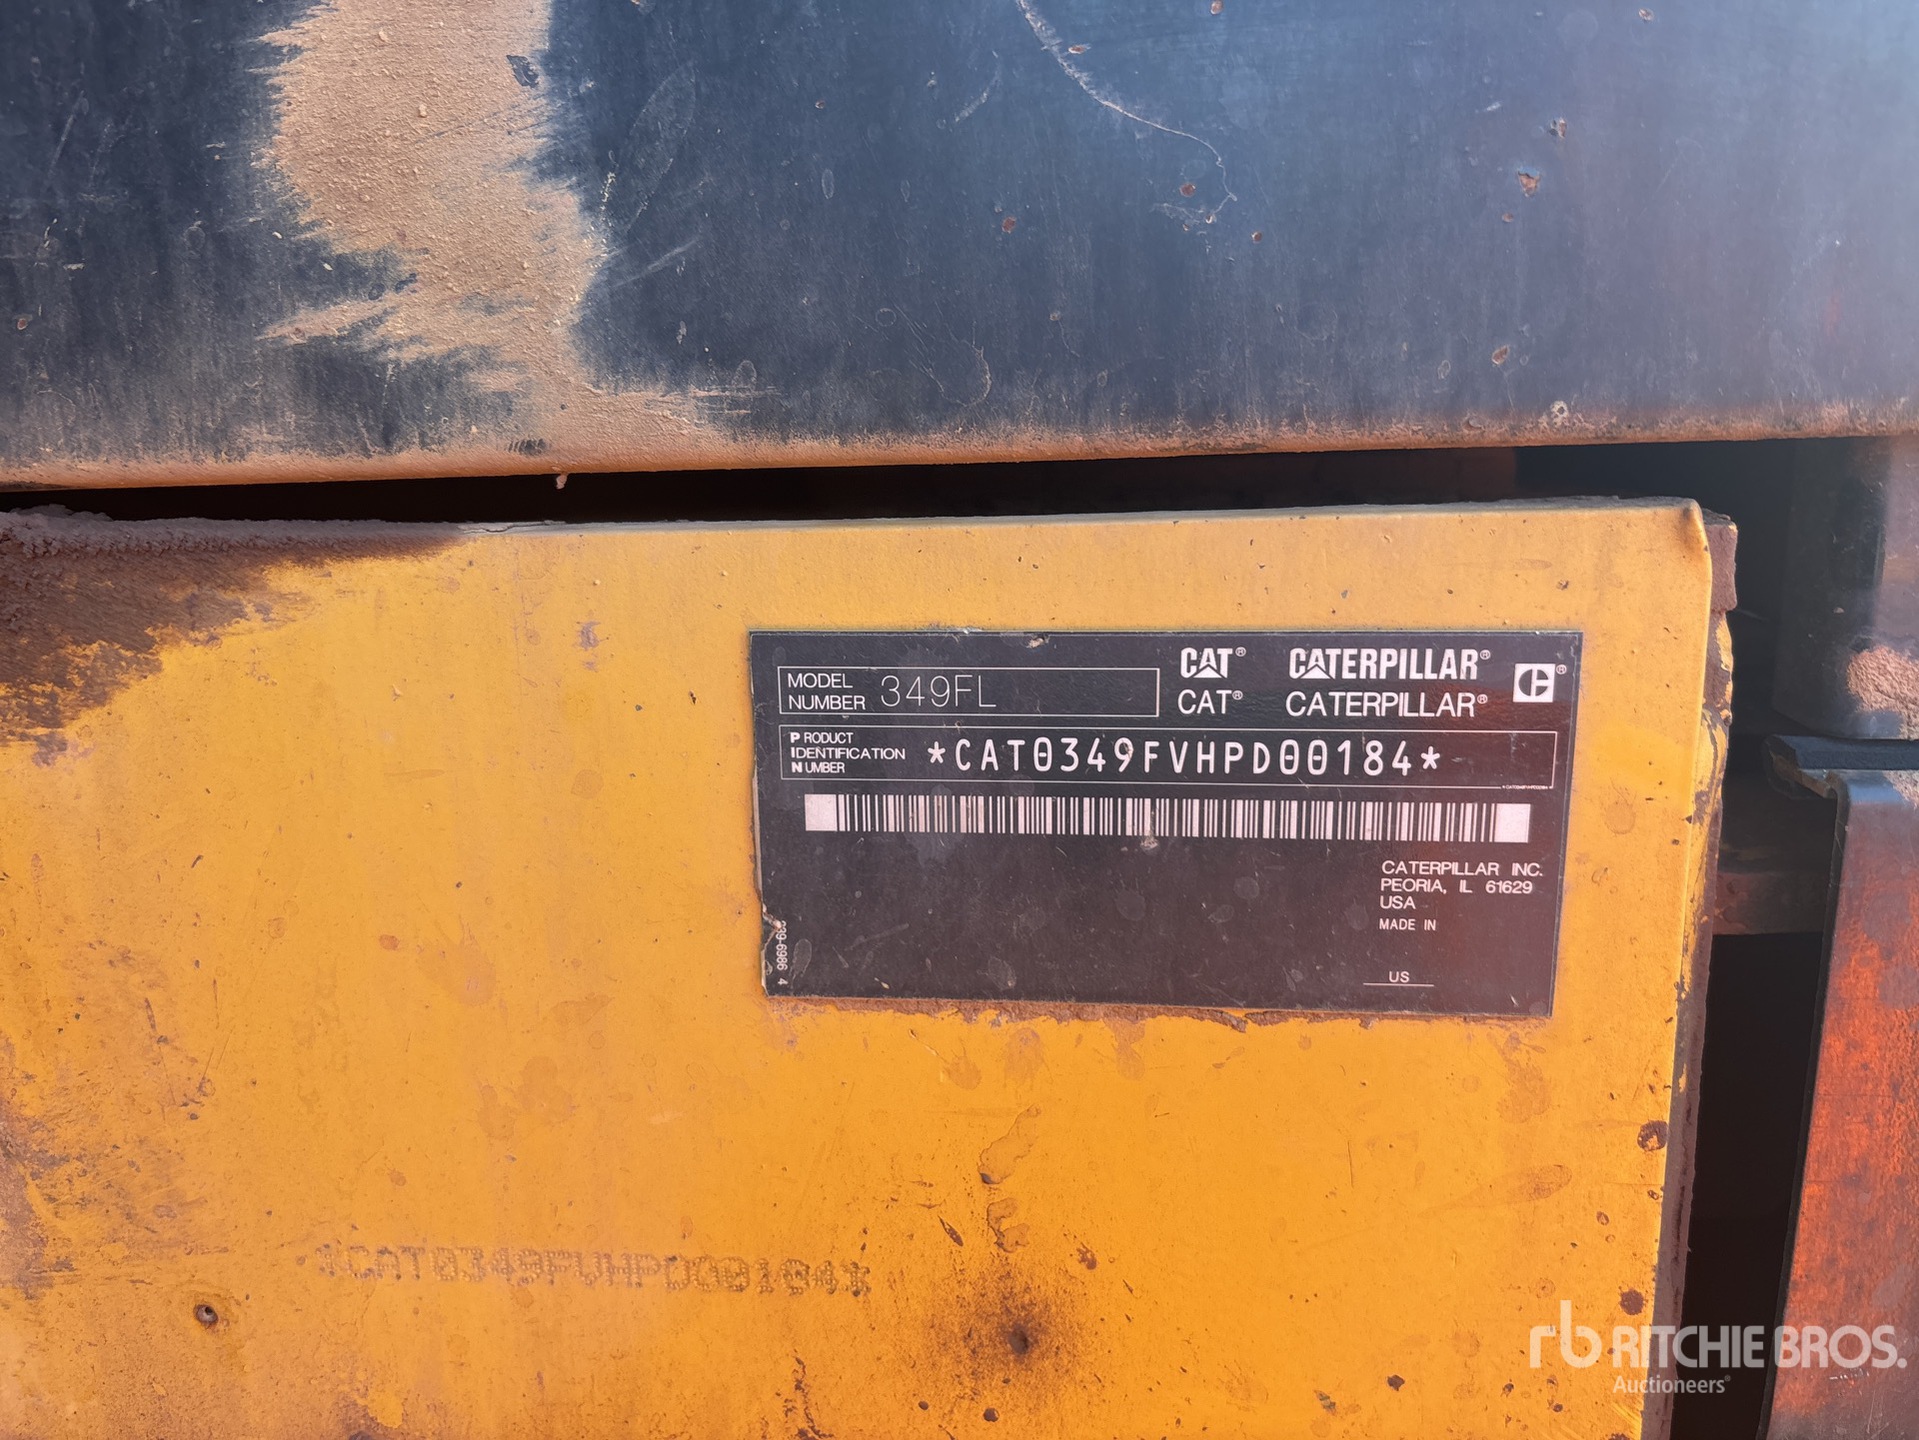 MODEL NUMBER 349FL
CAT® CATERPILLAR®
CAT® CATERPILLAR®
PRODUCT IDENTIFICATION NUMBER *CAT0349FVHPD00184*
CATERPILLAR INC.
PEORIA, IL 61629
USA
MADE IN
US
*CAT0349FVHPD00184*
rb RITCHIE BROS.
Auctioneers®